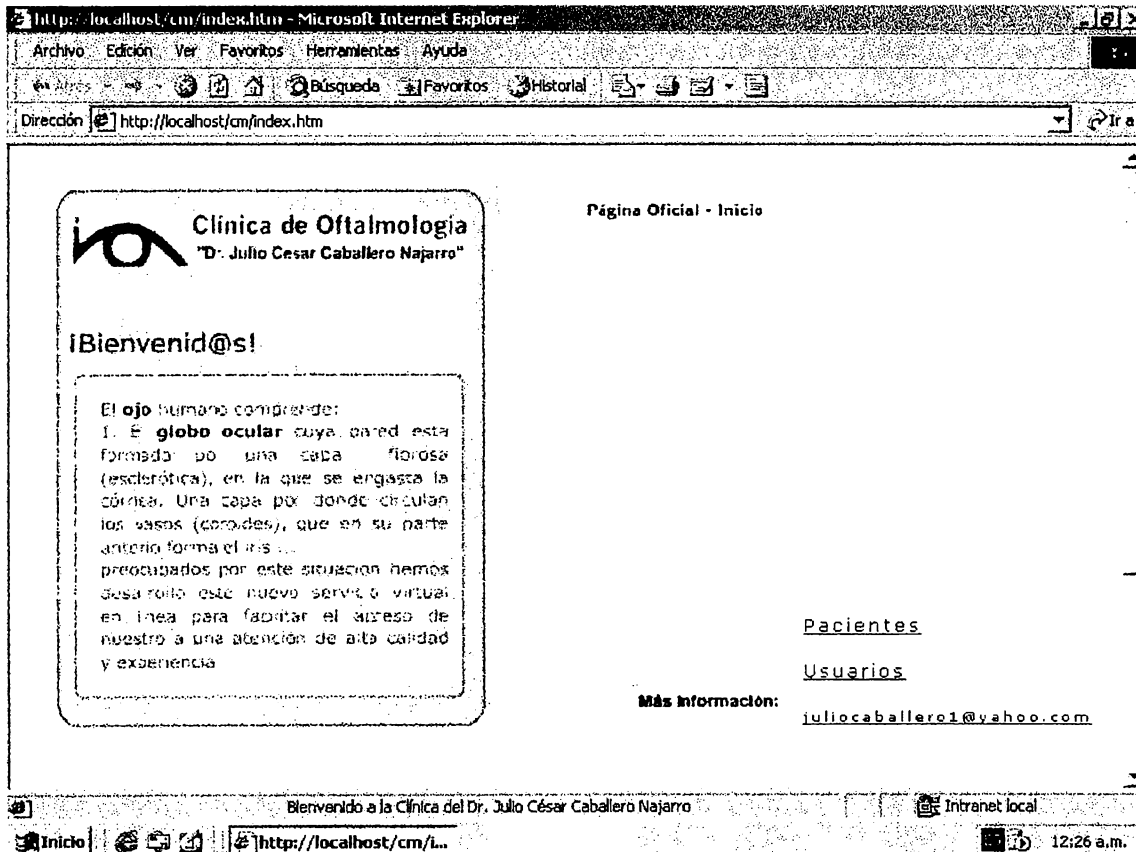 http://localhost/cm/index.htm - Microsoft Internet Explorer
Archivo Edición Ver Favoritos Herramientas Ayuda
Atrás Búsqueda Favoritos Historial
Dirección http://localhost/cm/index.htm Ir a
Clínica de Oftalmología
"Dr. Julio Cesar Caballero Najarro"
Página Oficial - Inicio
¡Bienvenid@s!
El ojo humano comprende:
1. El globo ocular cuya pared esta
formada po una capa fibrosa
(esclerótica), en la que se engasta la
córnea. Una capa por donde circulan
los vasos (coroides), que en su parte
anterio forma el iris ...
preocupados por este situacion hemos
desarrollo este nuevo servicio virtual
en linea para facilitar el acceso de
nuestro a una atención de alta calidad
y experiencia
Pacientes
Usuarios
Más información:
juliocaballero1@yahoo.com
Bienvenido a la Clínica del Dr. Julio César Caballero Najarro Intranet local
Inicio http://localhost/cm/i... 12:26 a.m.